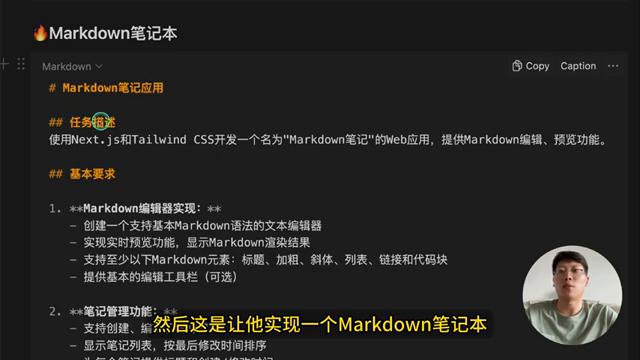 🔥Markdown笔记本
Markdown
Copy Caption ...
# Markdown笔记应用
## 任务描述
使用Next.js和Tailwind CSS开发一个名为"Markdown笔记"的Web应用，提供Markdown编辑、预览功能。
## 基本要求
1. **Markdown编辑器实现：**
- 创建一个支持基本Markdown语法的文本编辑器
- 实现实时预览功能，显示Markdown渲染结果
- 支持至少以下Markdown元素：标题、加粗、斜体、列表、链接和代码块
- 提供基本的编辑工具栏（可选）
2. **笔记管理功能：**
- 支持创建、编
- 显示笔记列表，按最后修改时间排序
然后这是让他实现一个Markdown笔记本